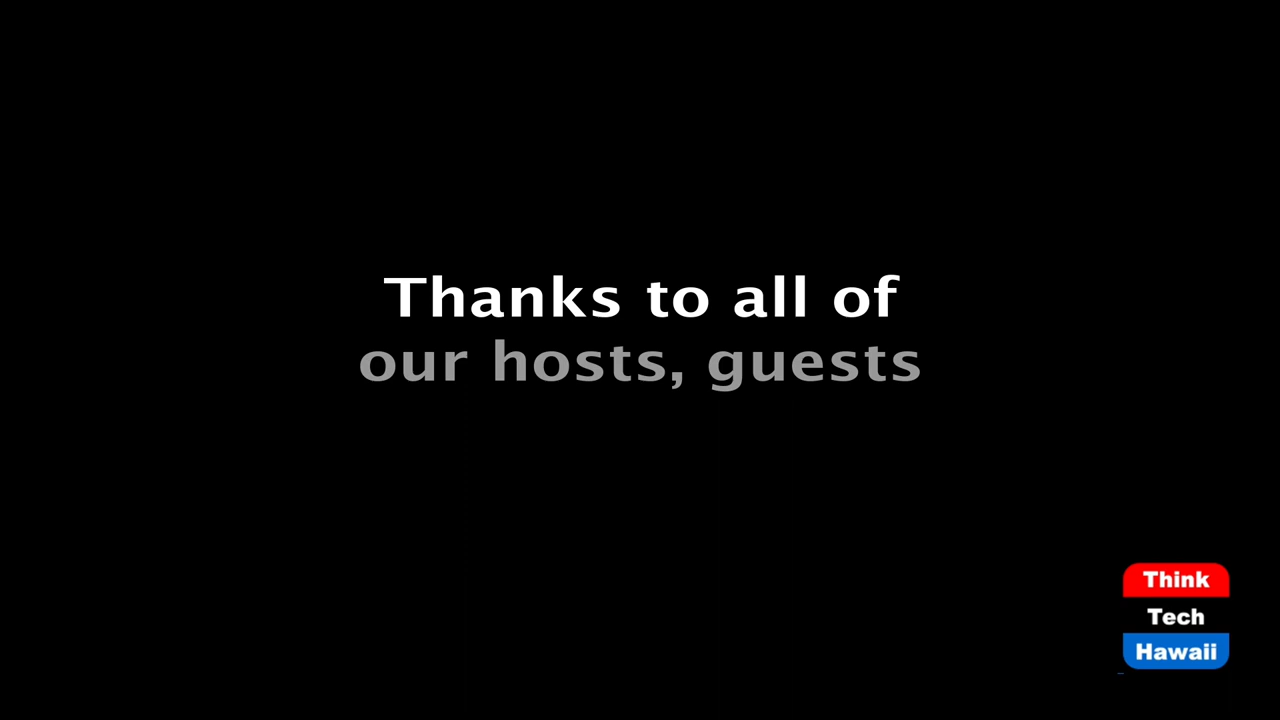 Thanks to all of
our hosts, guests
Think
Tech
Hawaii